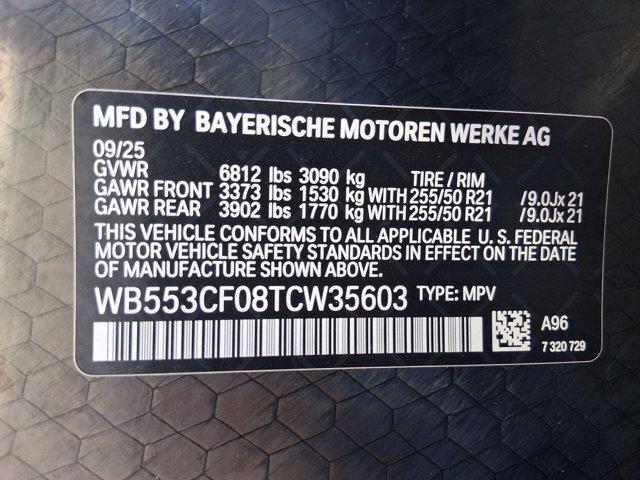 MFD BY BAYERISCHE MOTOREN WERKE AG
09/25
GVWR 6812 lbs 3090 kg TIRE / RIM
GAWR FRONT 3373 lbs 1530 kg WITH 255/50 R21 /9.0Jx21
GAWR REAR 3902 lbs 1770 kg WITH 255/50 R21 /9.0Jx21
THIS VEHICLE CONFORMS TO ALL APPLICABLE U. S. FEDERAL
MOTOR VEHICLE SAFETY STANDARDS IN EFFECT ON THE DATE
OF MANUFACTURE SHOWN ABOVE.
WB553CF08TCW35603 TYPE: MPV
A96
7 320 729